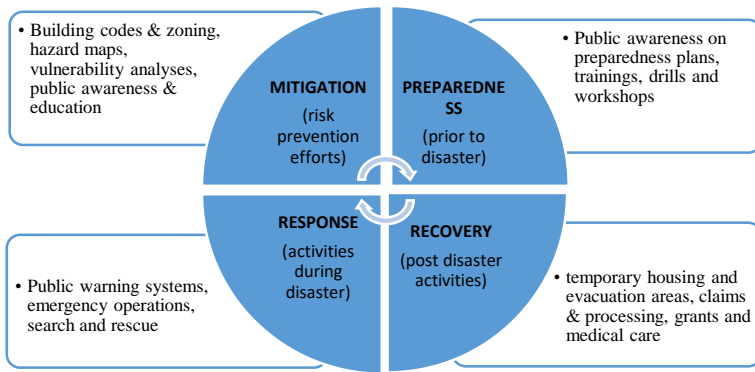 • Building codes & zoning,
hazard maps,
vulnerability analyses,
public awareness &
education
MITIGATION
(risk
prevention
efforts)
PREPAREDNE
SS
(prior to
disaster)
• Public awareness on
preparedness plans,
trainings, drills and
workshops
• Public warning systems,
emergency operations,
search and rescue
RESPONSE
(activities
during
disaster)
RECOVERY
(post disaster
activities)
• temporary housing and
evacuation areas, claims
& processing, grants and
medical care